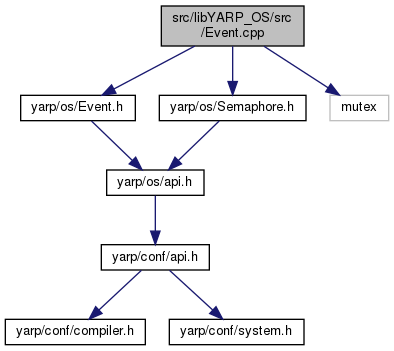 src/libYARP_OS/src
/Event.cpp
yarp/os/Event.h
yarp/os/Semaphore.h
mutex
yarp/os/api.h
yarp/conf/api.h
yarp/conf/compiler.h
yarp/conf/system.h